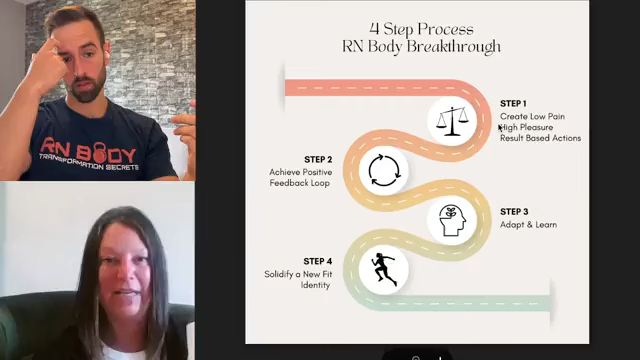 4 Step Process
RN Body Breakthrough
STEP 1
Create Low Pain
High Pleasure
Result Based Actions
STEP 2
Achieve Positive
Feedback Loop
STEP 3
Adapt & Learn
STEP 4
Solidify a New Fit
Identity
RN BODY
TRANSFORMATION SECRETS